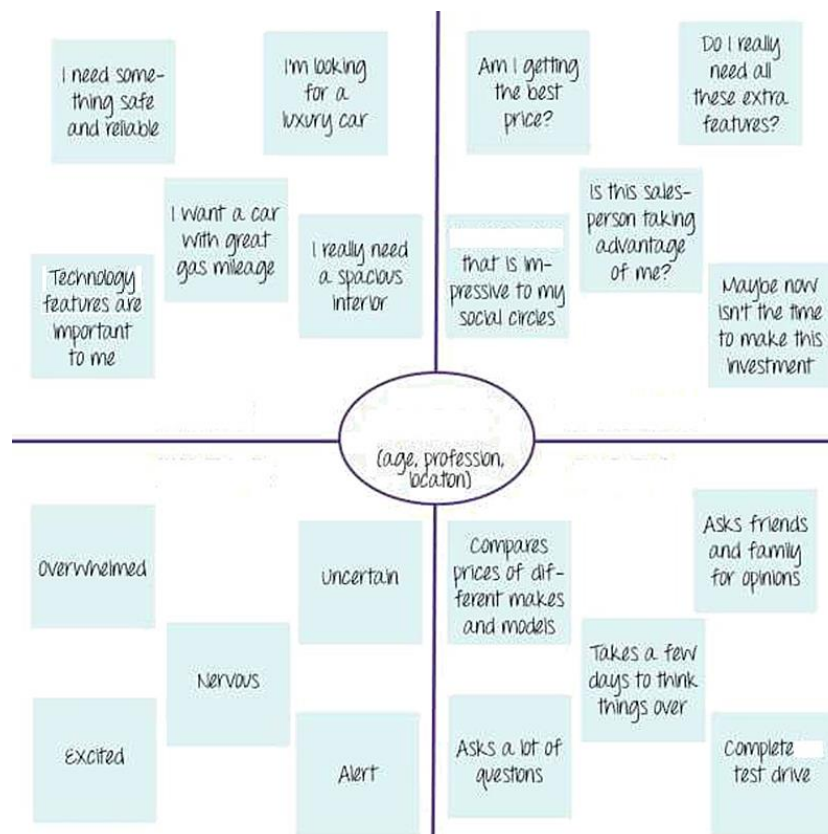 I need some-
thing safe
and reliable
I'm looking
for a
luxury car
I want a car
with great
gas mileage
I really need
a spacious
interior
Technology
features are
important
to me
Am I getting
the best
price?
Do I really
need all
these extra
features?
Is this sales-
person taking
advantage
of me?
that is im-
pressive to my
social circles
Maybe now
isn't the time
to make this
investment
(age, profession,
location)
Overwhelmed
Uncertain
Nervous
Excited
Alert
Compares
prices of dif-
ferent makes
and models
Asks friends
and family
for opinions
Takes a few
days to think
things over
Asks a lot of
questions
Complete
test drive